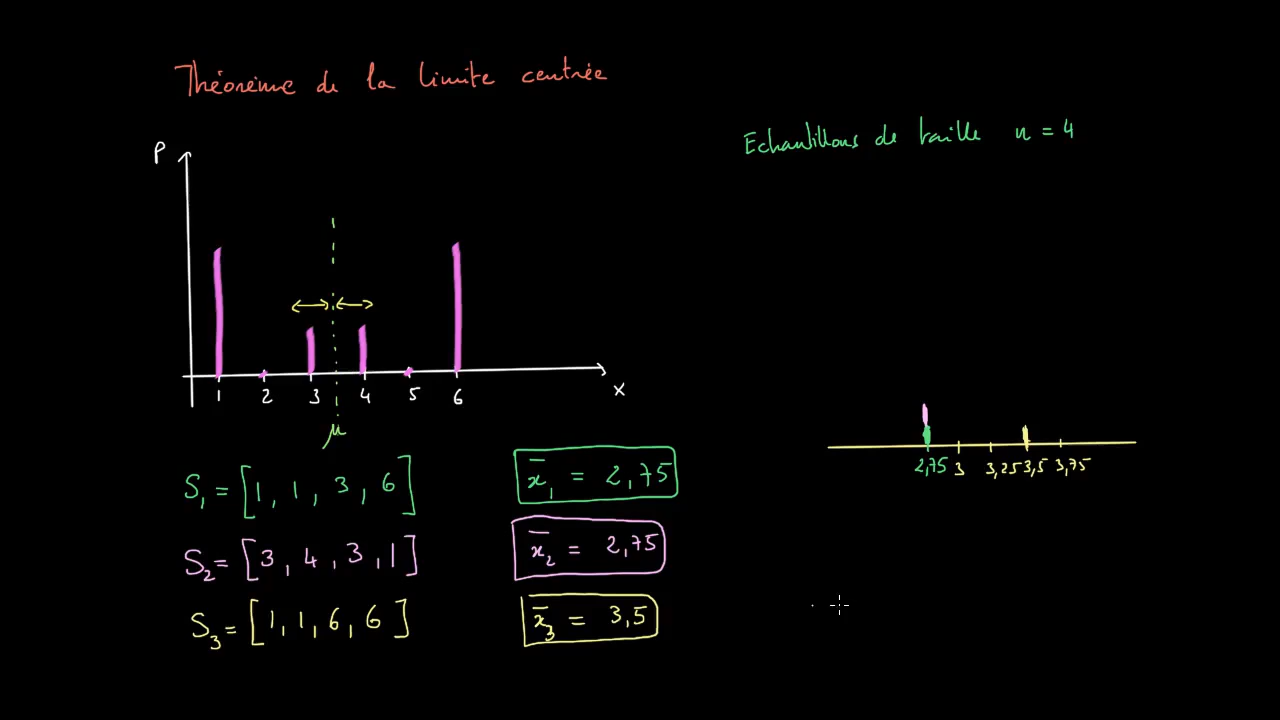 Théorème de la limite centrée
Echantillons de taille n = 4
P
1 2 3 4 5 6
x
μ
2,75 3 3,25 3,5 3,75
S₁ = [1, 1, 3, 6]
x̄₁ = 2,75
S₂ = [3, 4, 3, 1]
x̄₂ = 2,75
S₃ = [1, 1, 6, 6]
x̄₃ = 3,5